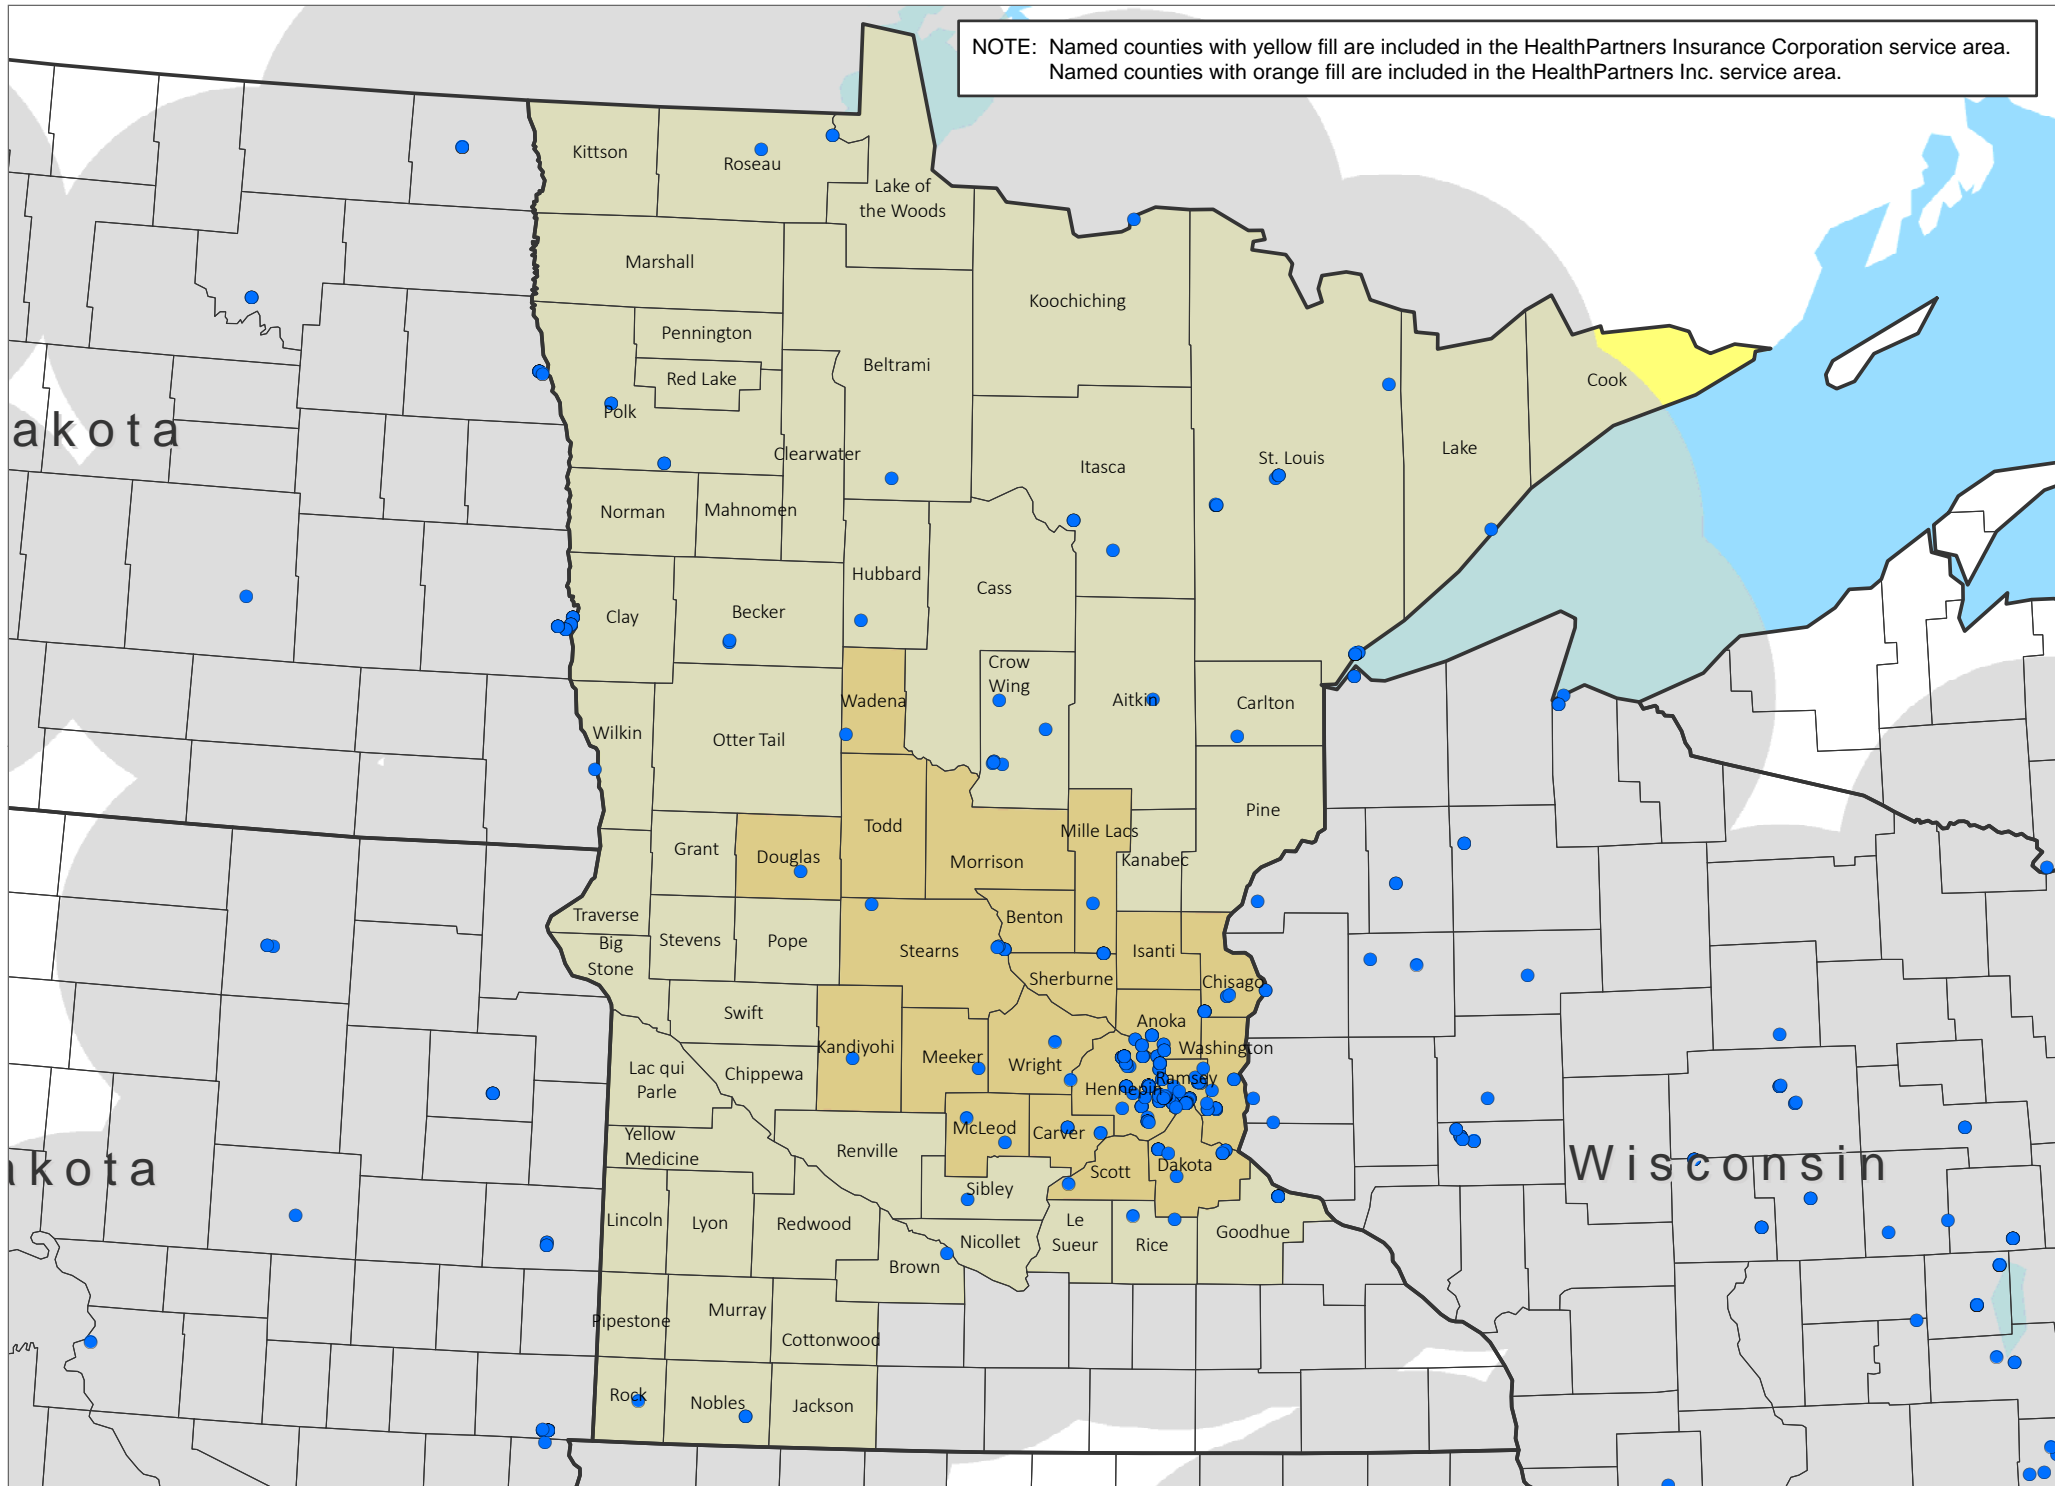 NOTE: Named counties with yellow fill are included in the HealthPartners Insurance Corporation service area.
Named counties with orange fill are included in the HealthPartners Inc. service area.
Kittson
Roseau
Lake of
the Woods
Marshall
Koochiching
Pennington
Beltrami
Red Lake
Cook
Polk
akota
Clearwater
Itasca
St. Louis
Lake
Norman
Mahnomen
Hubbard
Cass
Clay
Becker
Crow
Wing
Wadena
Aitkin
Carlton
Wilkin
Otter Tail
Pine
Todd
Mille Lacs
Grant
Douglas
Morrison
Kanabec
Traverse
Benton
Stevens
Pope
Stearns
Isanti
Big
Stone
Sherburne
Chisago
Swift
Anoka
Kandiyohi
Meeker
Wright
Washington
Lac qui
Parle
Chippewa
Ramsey
Hennepin
McLeod
Carver
Yellow
Medicine
Renville
Scott
Dakota
Wisconsin
akota
Sibley
Lincoln
Lyon
Redwood
Le
Sueur
Rice
Goodhue
Nicollet
Brown
Pipestone
Murray
Cottonwood
Rock
Nobles
Jackson